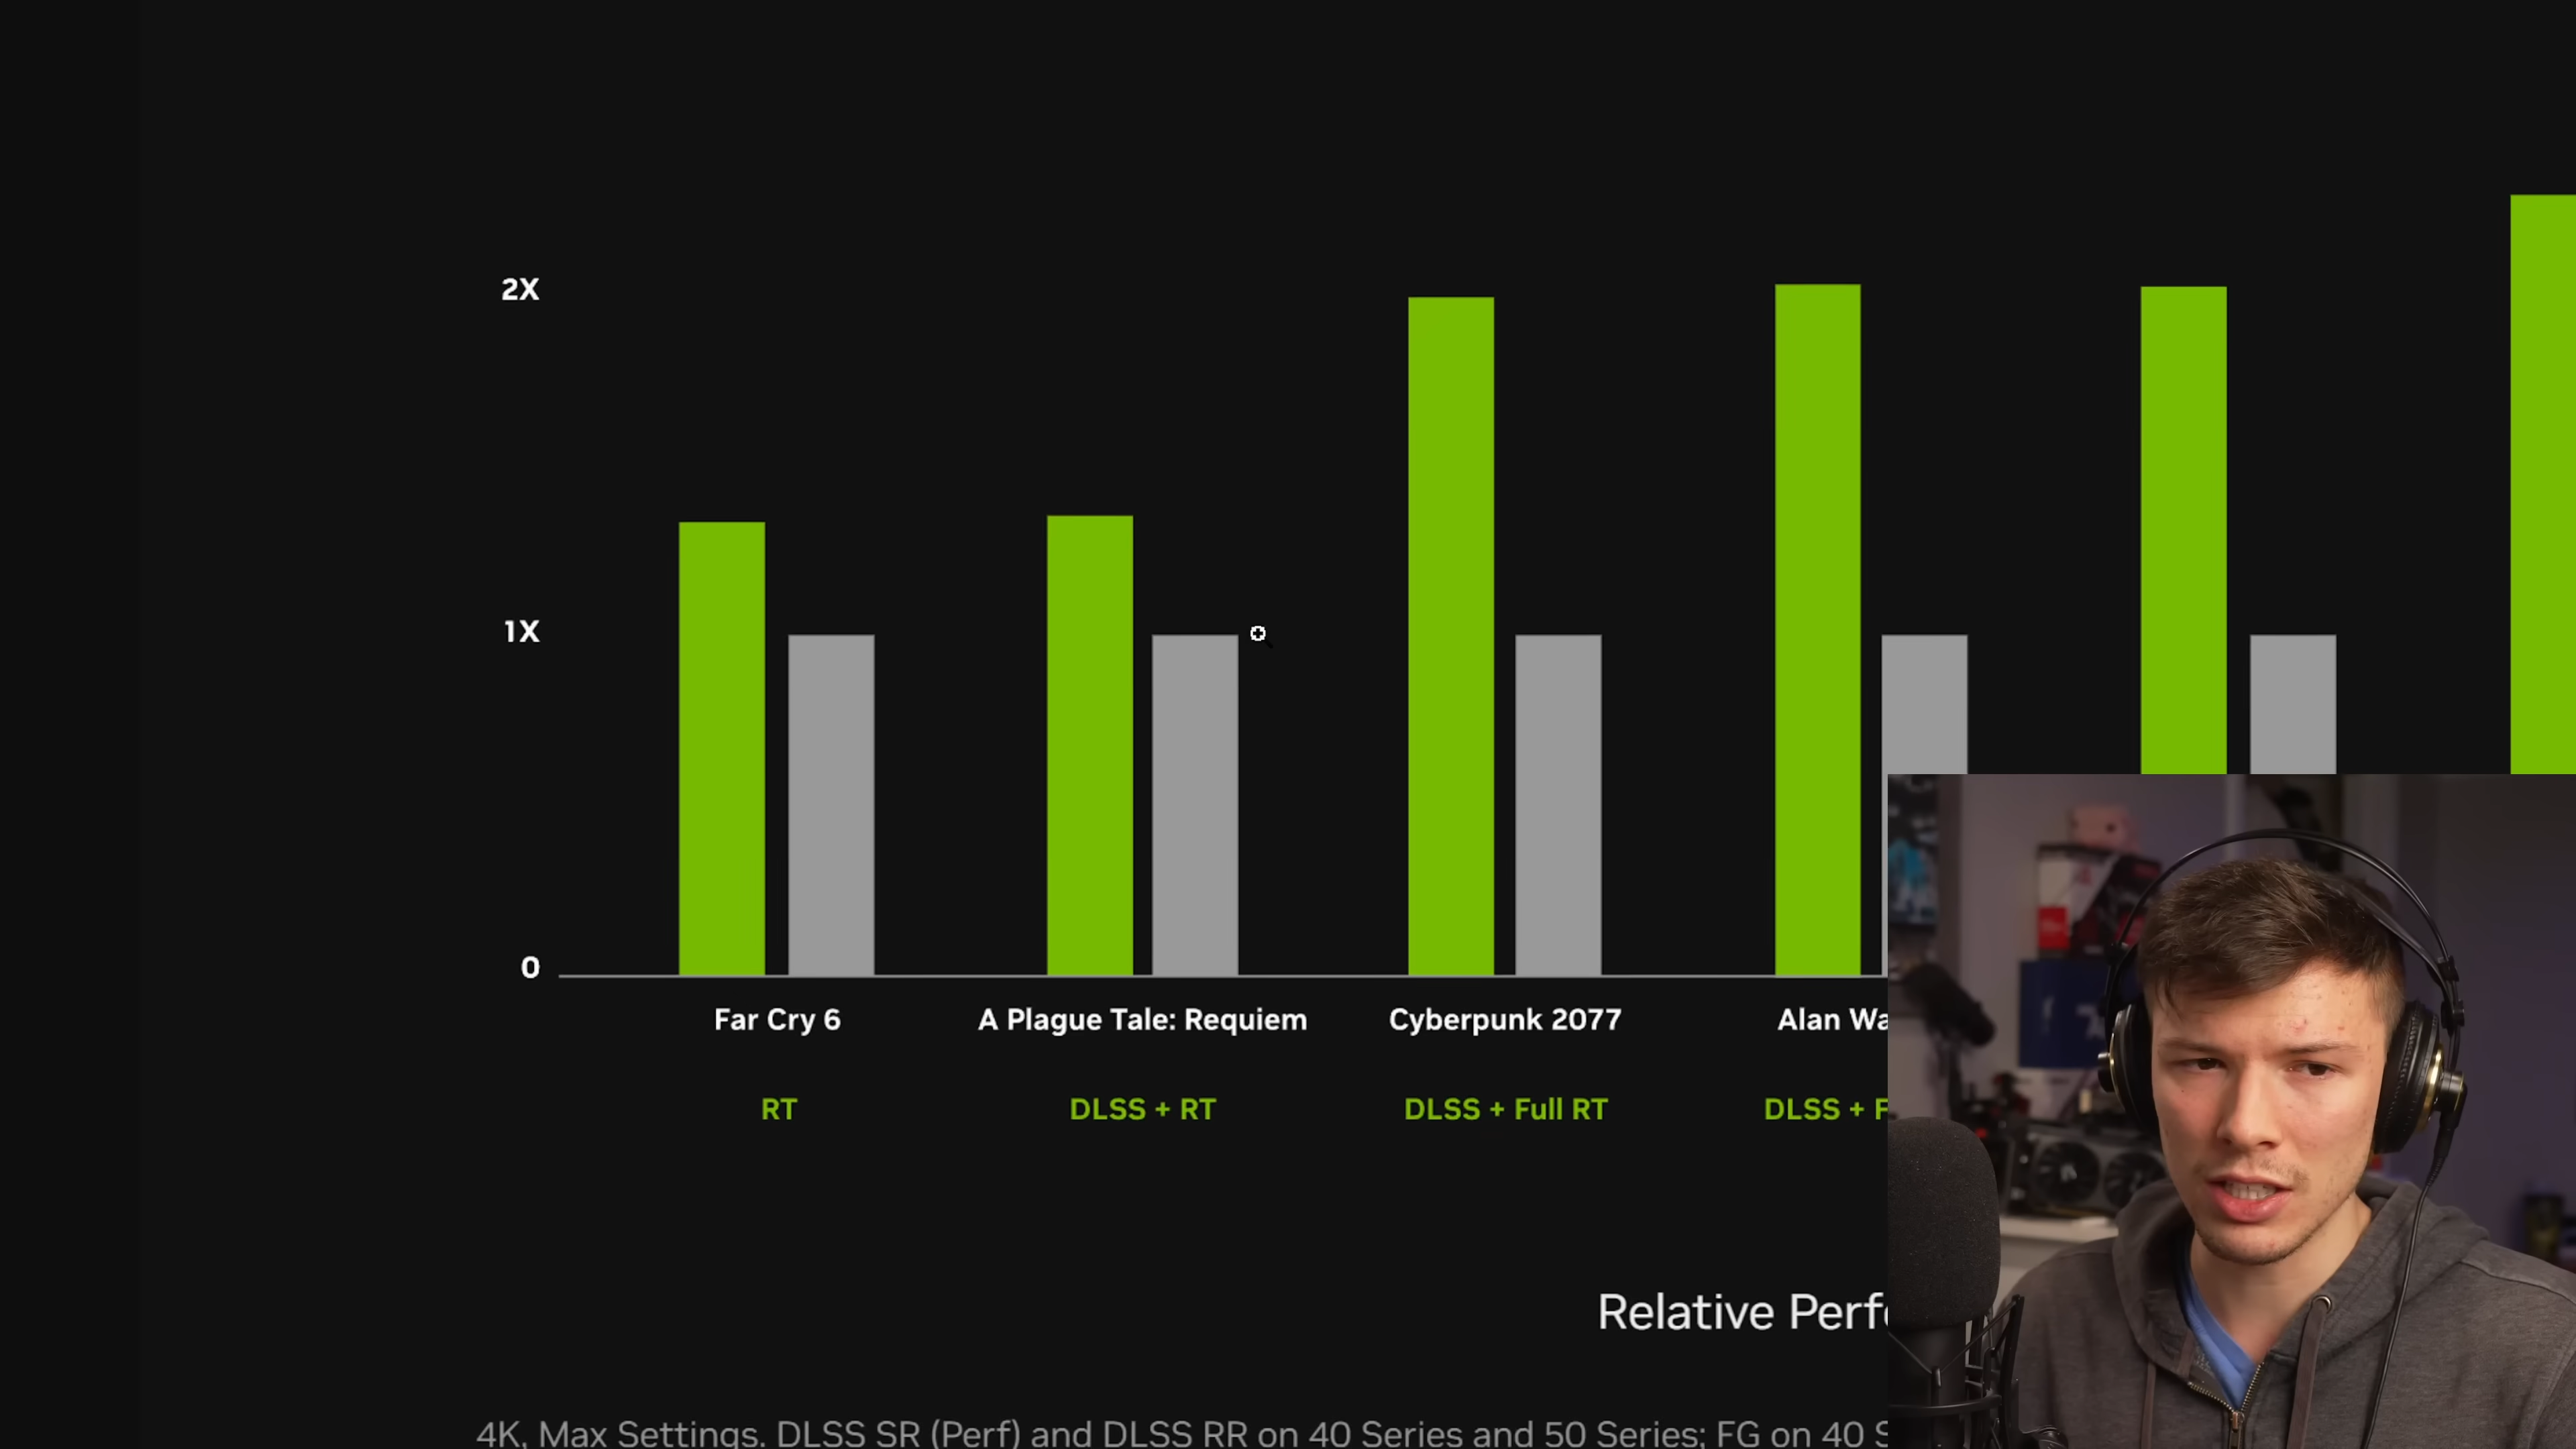 2X
1X
0
Far Cry 6
A Plague Tale: Requiem
Cyberpunk 2077
Alan Wa
RT
DLSS + RT
DLSS + Full RT
DLSS + F
Relative Perf
4K, Max Settings. DLSS SR (Perf) and DLSS RR on 40 Series and 50 Series; FG on 40 S